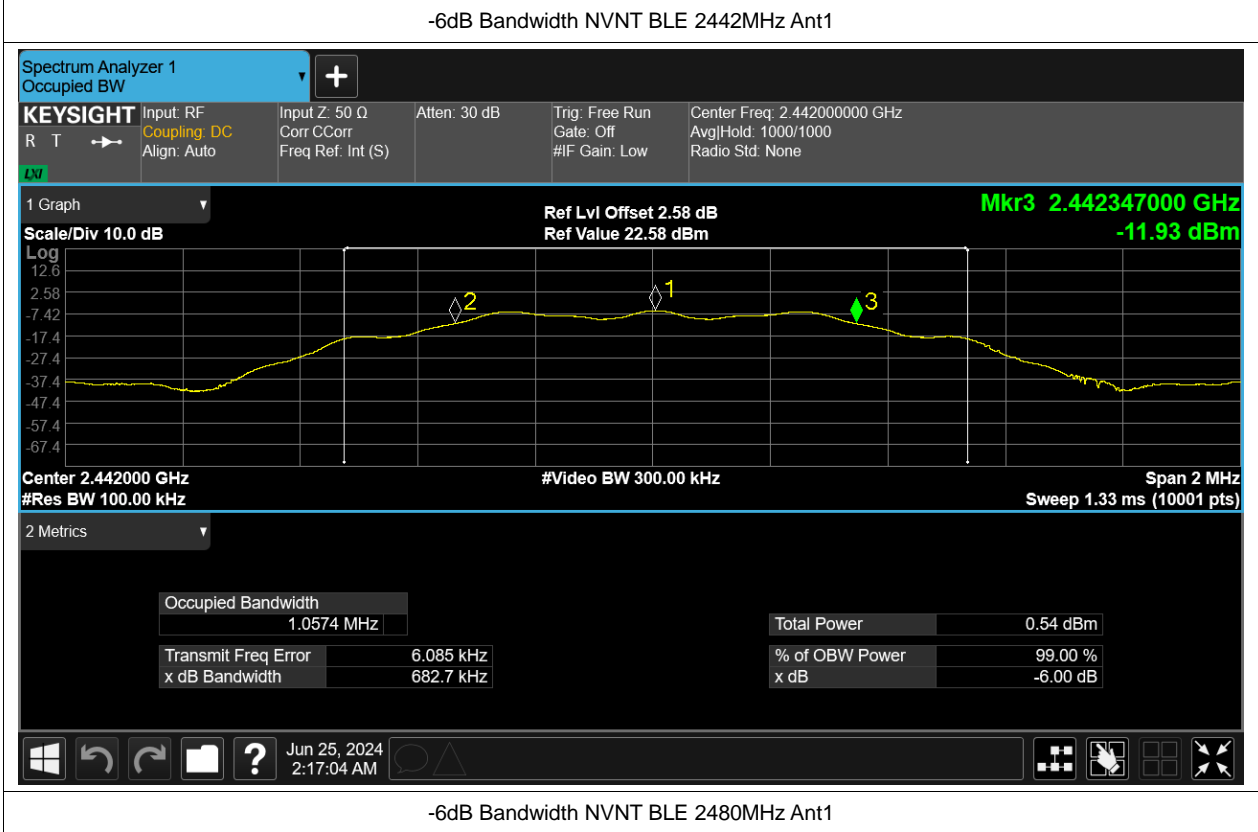 -6dB Bandwidth NVNT BLE 2442MHz Ant1
Spectrum Analyzer 1
Occupied BW
KEYSIGHT
R T
LXI
Input: RF
Coupling: DC
Align: Auto
Input Z: 50 Ω
Corr CCorr
Freq Ref: Int (S)
Atten: 30 dB
Trig: Free Run
Gate: Off
#IF Gain: Low
Center Freq: 2.442000000 GHz
Avg|Hold: 1000/1000
Radio Std: None
1 Graph
Scale/Div 10.0 dB
Ref Lvl Offset 2.58 dB
Ref Value 22.58 dBm
Mkr3 2.442347000 GHz
-11.93 dBm
Log
12.6
2.58
-7.42
-17.4
-27.4
-37.4
-47.4
-57.4
-67.4
2
1
3
Center 2.442000 GHz
#Video BW 300.00 kHz
Span 2 MHz
#Res BW 100.00 kHz
Sweep 1.33 ms (10001 pts)
2 Metrics
Occupied Bandwidth
1.0574 MHz
Total Power 0.54 dBm
Transmit Freq Error 6.085 kHz
% of OBW Power 99.00 %
x dB Bandwidth 682.7 kHz
x dB -6.00 dB
?
Jun 25, 2024
2:17:04 AM
-6dB Bandwidth NVNT BLE 2480MHz Ant1